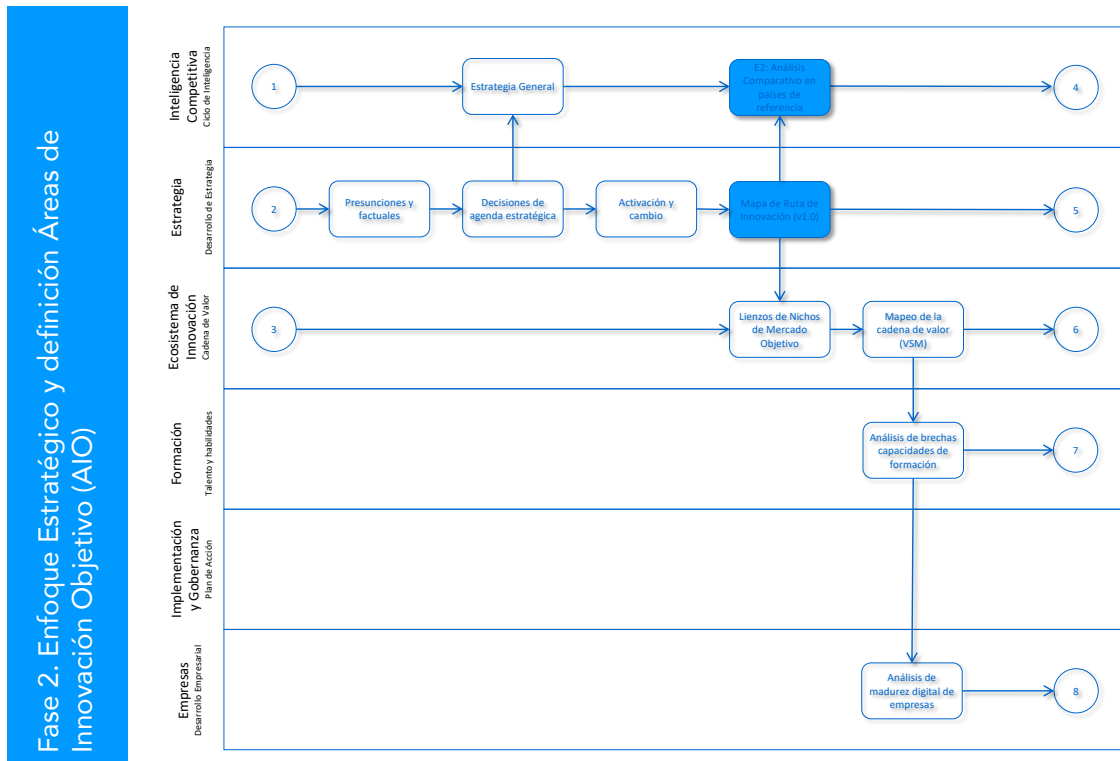 Fase 2. Enfoque Estratégico y definición Áreas de
Innovación Objetivo (AIO)
Inteligencia
Competitiva
Ciclo de Inteligencia
1
Estrategia General
E2: Análisis
Comparativo en
países de
referencia
4
Estrategia
Desarrollo de Estrategia
2
Presunciones y
factuales
Decisiones de
agenda estratégica
Activación y
cambio
Mapa de Ruta de
Innovación (v1.0)
5
Ecosistema de
Innovación
Cadena de Valor
3
Lienzos de Nichos
de Mercado
Objetivo
Mapeo de la
cadena de valor
(VSM)
6
Formación
Talento y habilidades
Análisis de brechas
capacidades de
formación
7
Implementación
y Gobernanza
Plan de Acción
Empresas
Desarrollo Empresarial
Análisis de
madurez digital de
empresas
8